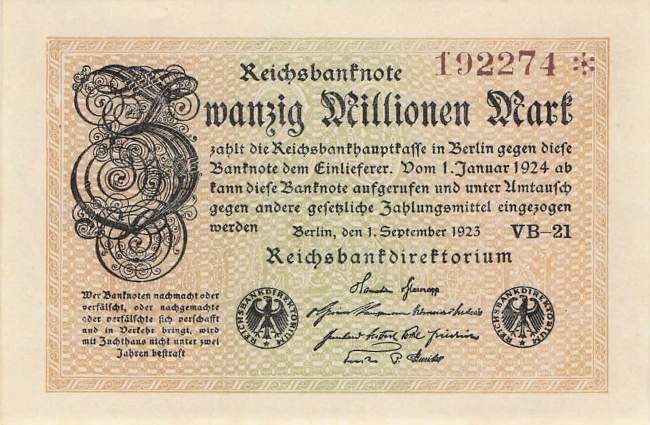 Reichsbanknote
192274 *
Zwanzig Millionen Mark
zahlt die Reichsbankhauptkasse in Berlin gegen diese
Banknote dem Einlieferer. Vom 1. Januar 1924 ab
kann diese Banknote aufgerufen und unter Umtausch
gegen andere gesetzliche Zahlungsmittel eingezogen
werden
Berlin, den 1. September 1923
VB-21
Reichsbankdirektorium
Wer Banknoten nachmacht oder
verfälscht, oder nachgemachte
oder verfälschte sich verschafft
und in Verkehr bringt, wird
mit Zuchthaus nicht unter zwei
Jahren bestraft
REICHSBANKDIREKTORIUM
REICHSBANKDIREKTORIUM